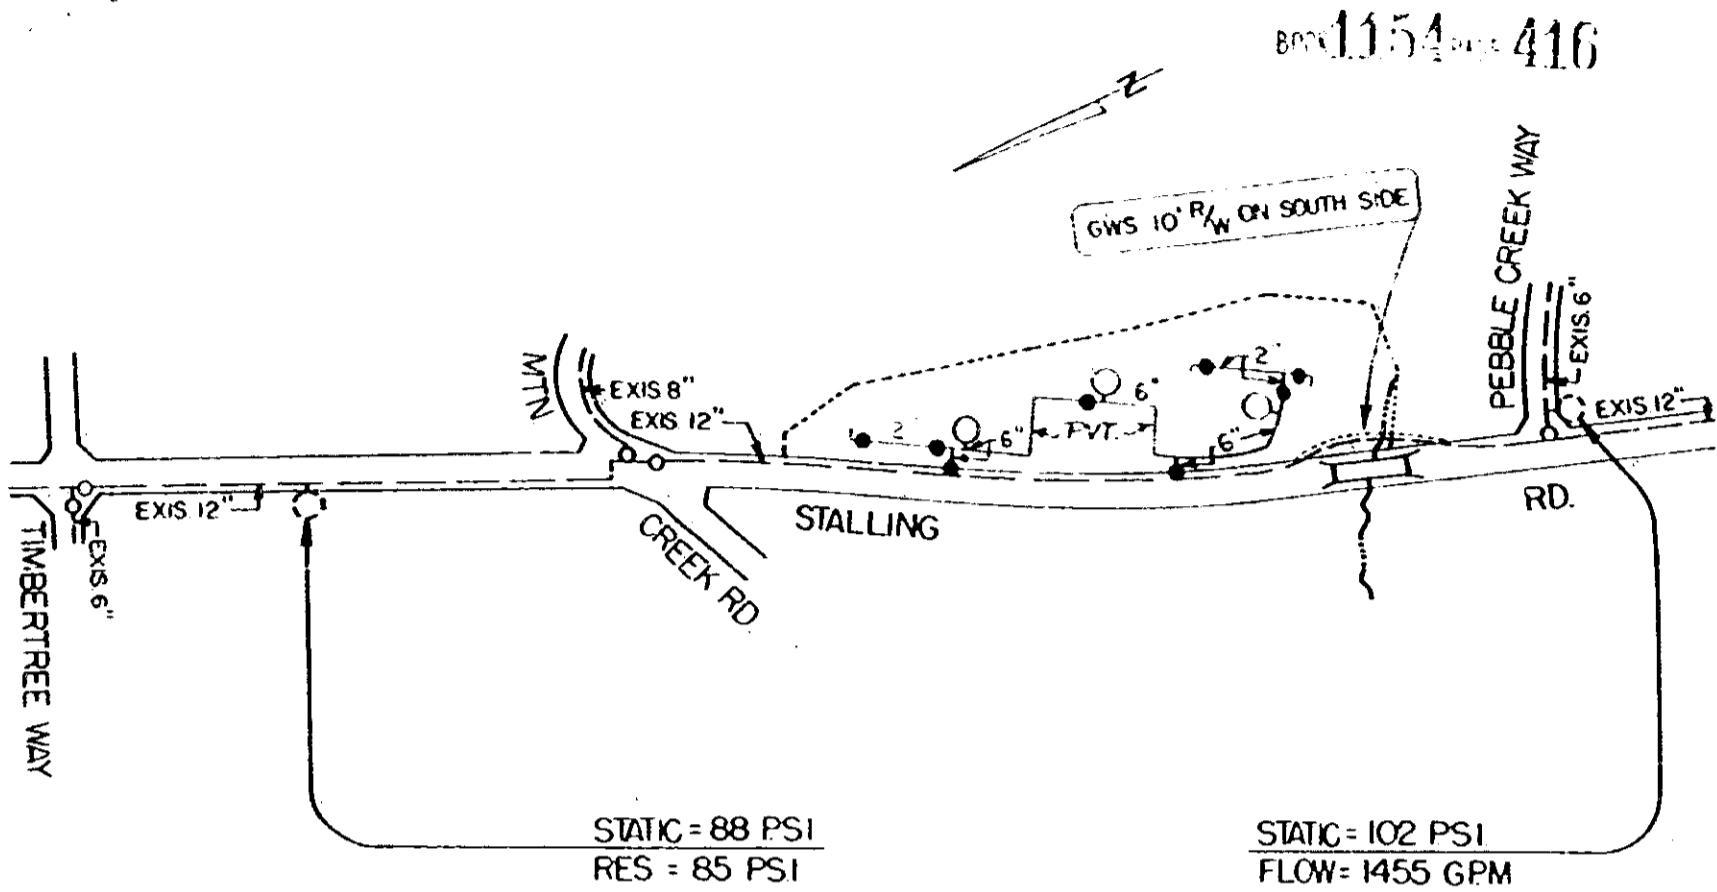 1154 416
N
GWS 10' R/W ON SOUTH SIDE
PEBBLE CREEK WAY
EXIS. 6"
EXIS 12"
MTN
EXIS 8"
EXIS 12"
2"
6"
PVT.
6"
2"
6"
EXIS. 12"
EXIS. 6"
TIMBERTREE WAY
CREEK RD.
STALLING
RD.
STATIC = 88 PSI
RES = 85 PSI
STATIC = 102 PSI
FLOW = 1455 GPM